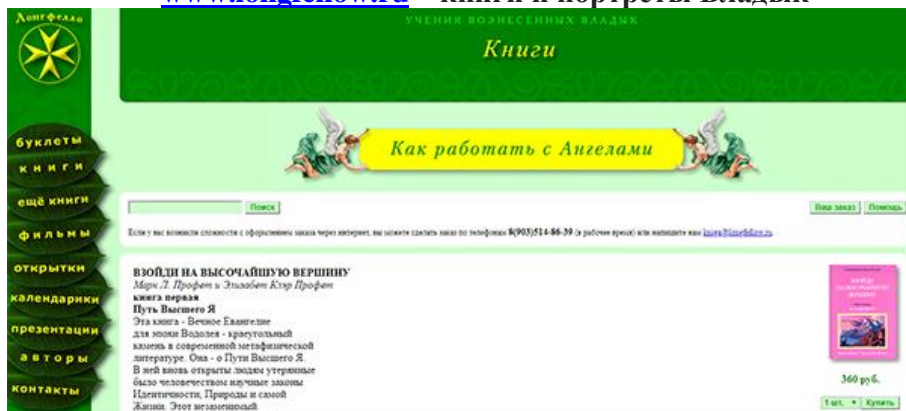 www.longfellow.ru – книги и портреты Владык
Лонгфелло
УЧЕНИЯ ВОЗНЕСЕННЫХ ВЛАДЫК
Книги
Как работать с Ангелами
буклеты
книги
ещё книги
фильмы
открытки
календарики
презентации
авторы
контакты
Поиск
Ваш заказ Помощь
Если у вас возникли сложности с оформлением заказа через интернет, вы можете сделать заказ по телефонам 8(903)514-86-39 (в рабочее время) или напишите нам kniga@longfellow.ru.
ВЗОЙДИ НА ВЫСОЧАЙШУЮ ВЕРШИНУ
Марк Л. Профет и Элизабет Клэр Профет
книга первая
Путь Высшего Я
Эта книга - Вечное Евангелие
для эпохи Водолея - краеугольный
камень в современной метафизической
литературе. Она - о Пути Высшего Я.
В ней вновь открыты людям утерянные
было человечеством научные законы
Идентичности, Природы и самой
Жизни. Этот незаменимый
360 руб.
1 шт. Купить